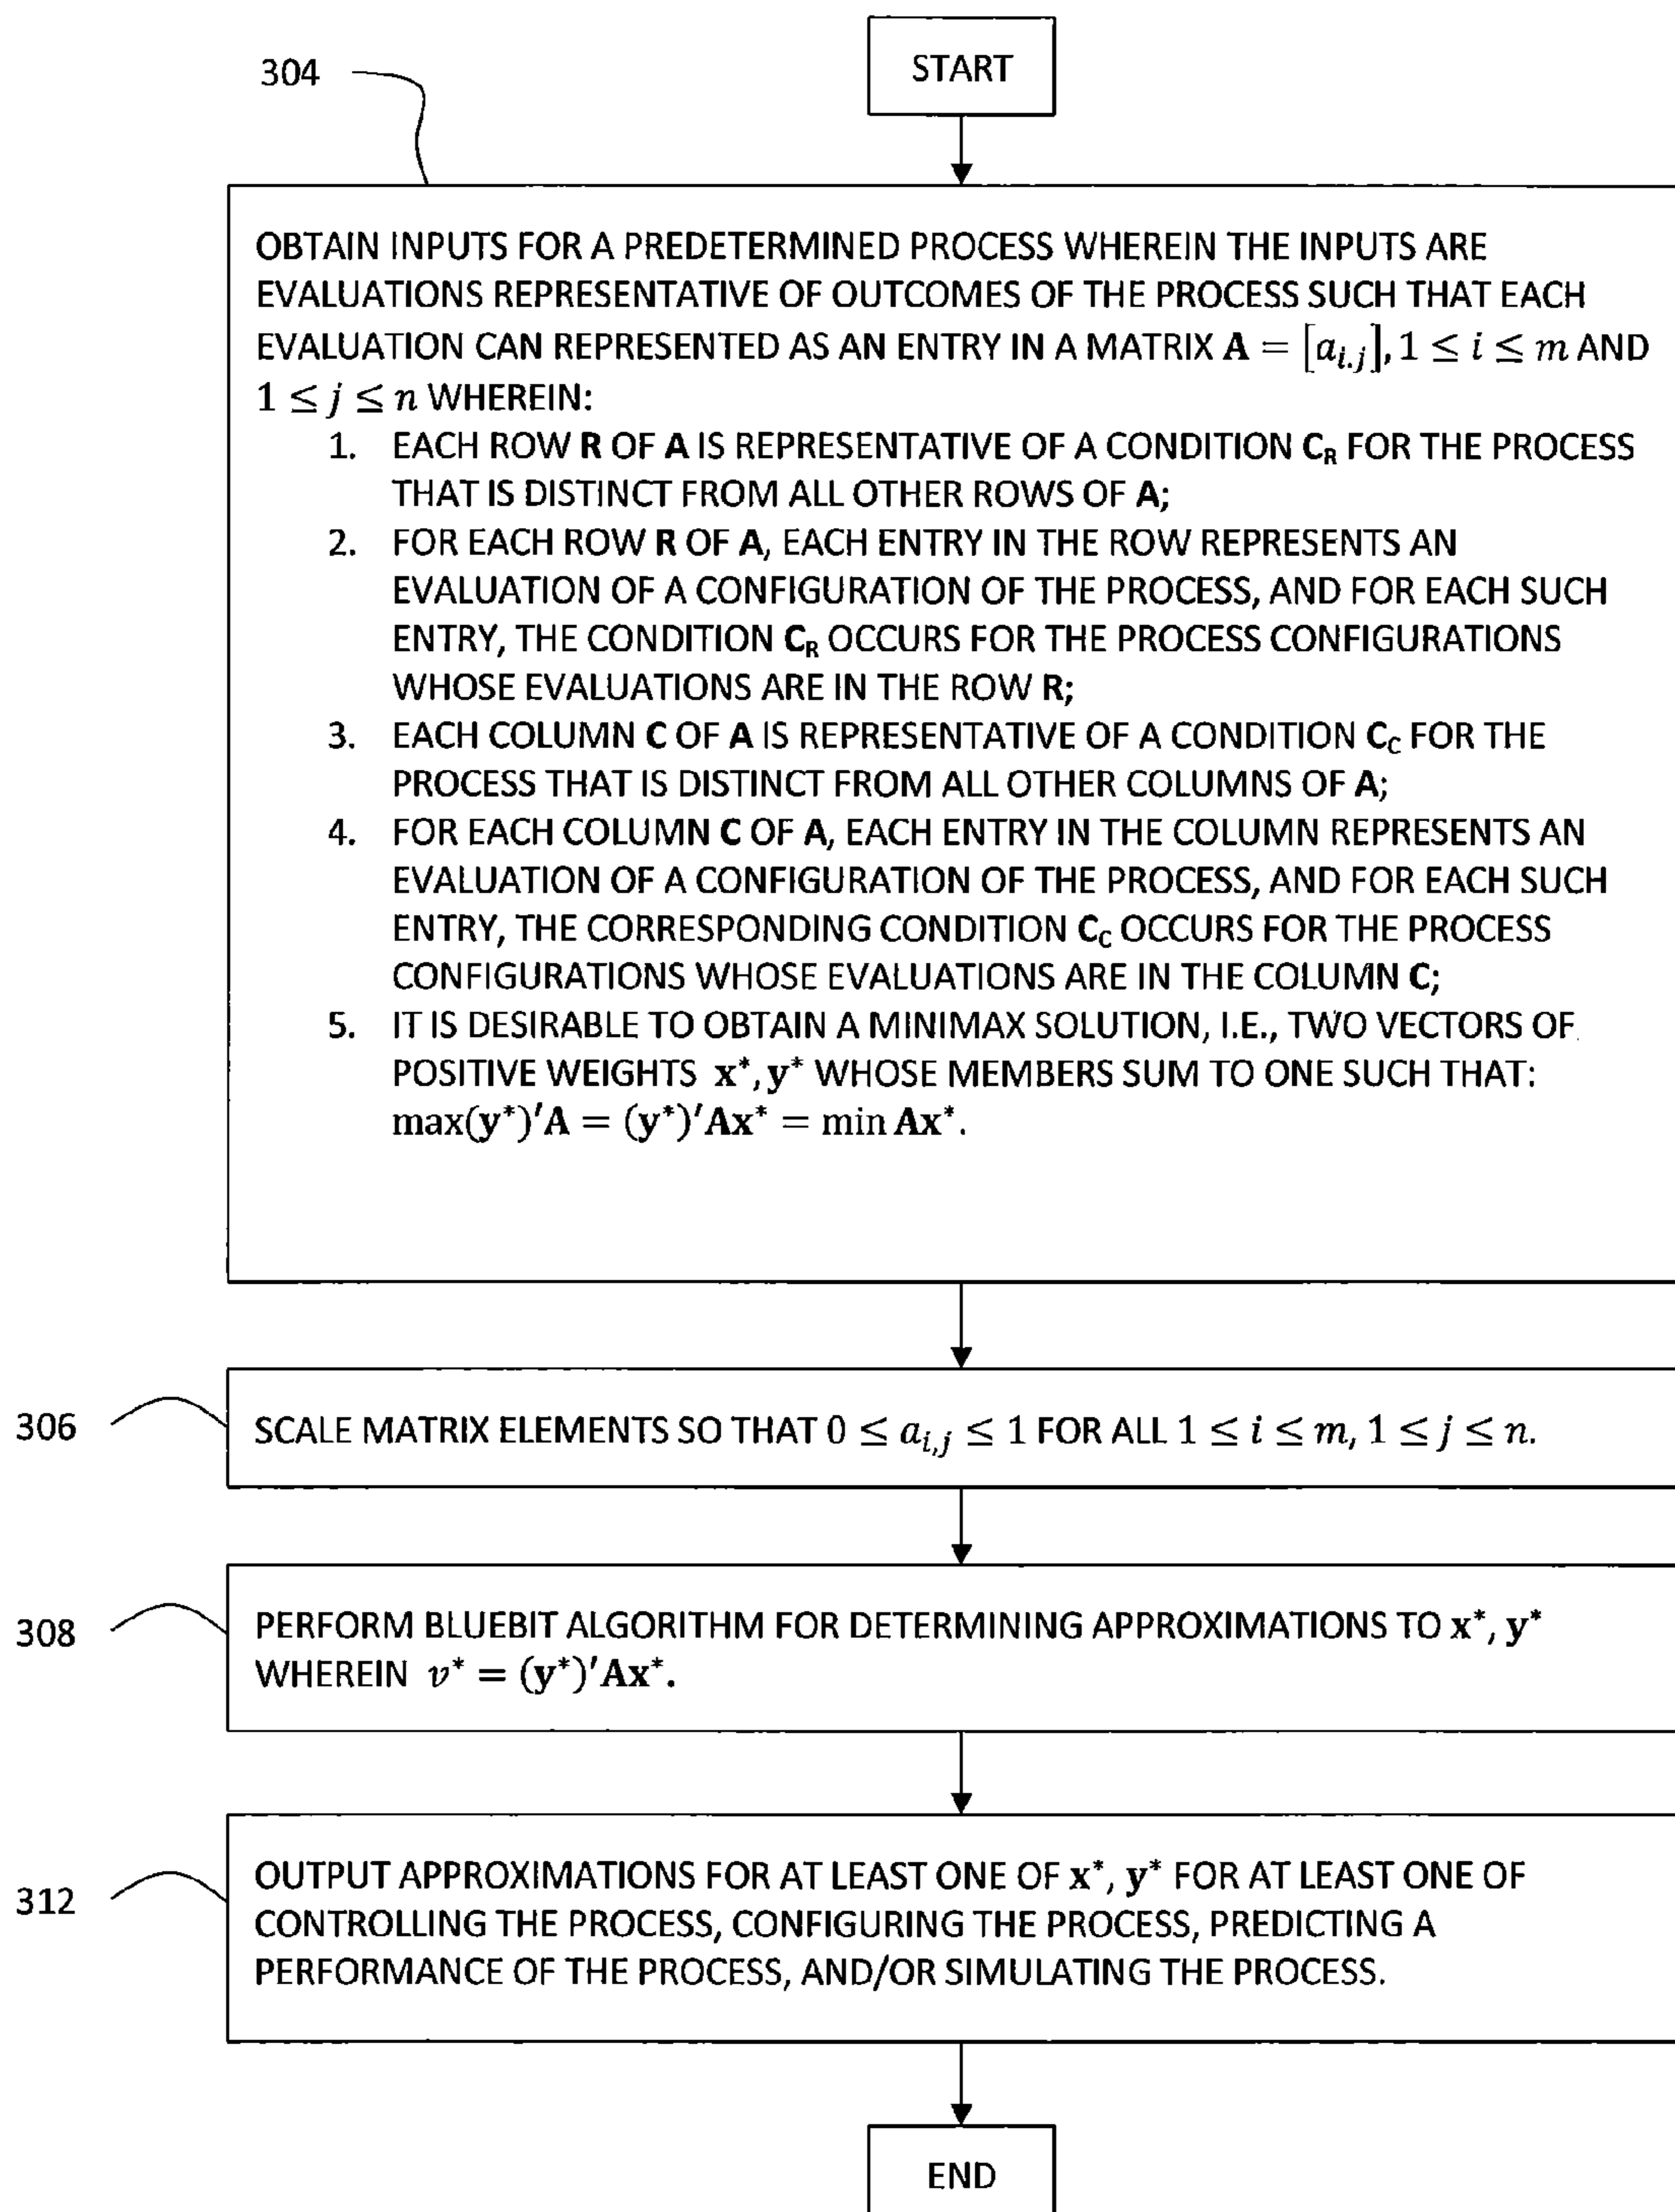 START
304
OBTAIN INPUTS FOR A PREDETERMINED PROCESS WHEREIN THE INPUTS ARE
EVALUATIONS REPRESENTATIVE OF OUTCOMES OF THE PROCESS SUCH THAT EACH
EVALUATION CAN REPRESENTED AS AN ENTRY IN A MATRIX A = [a_{i.j}], 1 ≤ i ≤ m AND
1 ≤ j ≤ n WHEREIN:
1. EACH ROW R OF A IS REPRESENTATIVE OF A CONDITION C_R FOR THE PROCESS
THAT IS DISTINCT FROM ALL OTHER ROWS OF A;
2. FOR EACH ROW R OF A, EACH ENTRY IN THE ROW REPRESENTS AN
EVALUATION OF A CONFIGURATION OF THE PROCESS, AND FOR EACH SUCH
ENTRY, THE CONDITION C_R OCCURS FOR THE PROCESS CONFIGURATIONS
WHOSE EVALUATIONS ARE IN THE ROW R;
3. EACH COLUMN C OF A IS REPRESENTATIVE OF A CONDITION C_C FOR THE
PROCESS THAT IS DISTINCT FROM ALL OTHER COLUMNS OF A;
4. FOR EACH COLUMN C OF A, EACH ENTRY IN THE COLUMN REPRESENTS AN
EVALUATION OF A CONFIGURATION OF THE PROCESS, AND FOR EACH SUCH
ENTRY, THE CORRESPONDING CONDITION C_C OCCURS FOR THE PROCESS
CONFIGURATIONS WHOSE EVALUATIONS ARE IN THE COLUMN C;
5. IT IS DESIRABLE TO OBTAIN A MINIMAX SOLUTION, I.E., TWO VECTORS OF
POSITIVE WEIGHTS x*, y* WHOSE MEMBERS SUM TO ONE SUCH THAT:
max(y*)′A = (y*)′Ax* = min Ax*.
306
SCALE MATRIX ELEMENTS SO THAT 0 ≤ a_{i,j} ≤ 1 FOR ALL 1 ≤ i ≤ m, 1 ≤ j ≤ n.
308
PERFORM BLUEBIT ALGORITHM FOR DETERMINING APPROXIMATIONS TO x*, y*
WHEREIN v* = (y*)′Ax*.
312
OUTPUT APPROXIMATIONS FOR AT LEAST ONE OF x*, y* FOR AT LEAST ONE OF
CONTROLLING THE PROCESS, CONFIGURING THE PROCESS, PREDICTING A
PERFORMANCE OF THE PROCESS, AND/OR SIMULATING THE PROCESS.
END